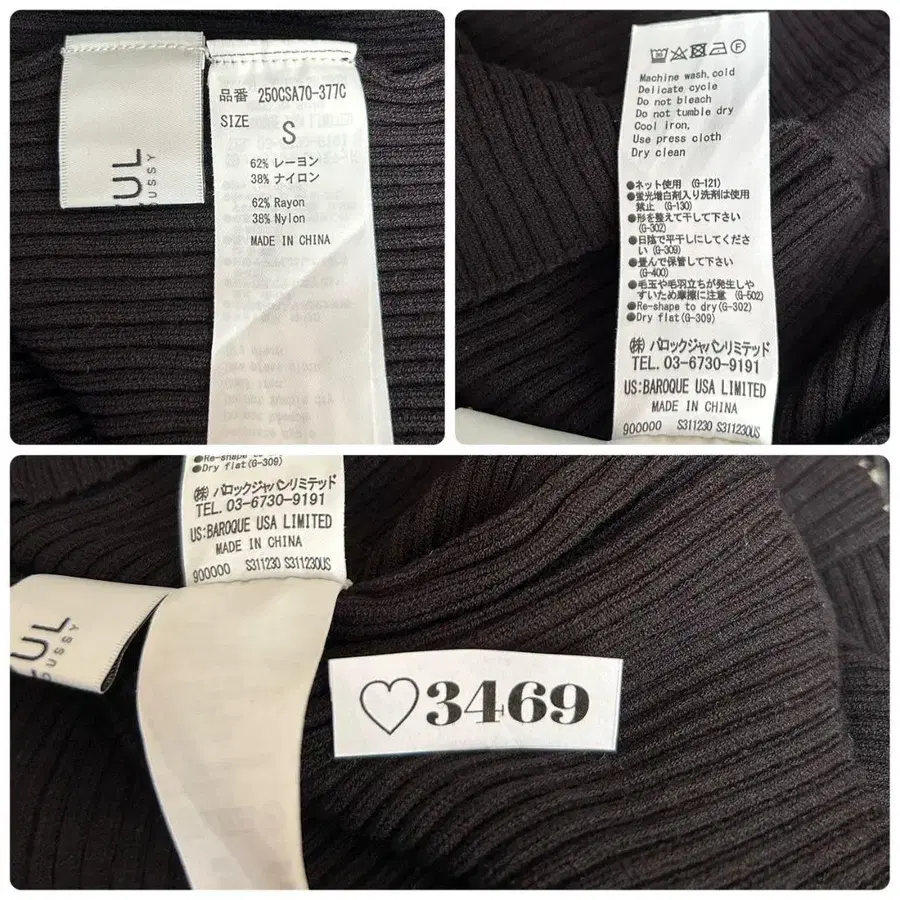 UL
OUSSY
品番 250CSA70-377C
SIZE
S
62% レーヨン
38% ナイロン
62% Rayon
38% Nylon
MADE IN CHINA
Machine wash,cold
Delicate cycle
Do not bleach
Do not tumble dry
Cool iron,
Use press cloth
Dry clean
●ネット使用 (G-121)
●蛍光増白剤入り洗剤は使用
禁止 (G-130)
●形を整えて干して下さい
(G-302)
●日陰で平干しにしてくださ
い (G-309)
●畳んで保管して下さい
(G-400)
●毛玉や毛羽立ちが発生しや
すいため摩擦に注意 (G-502)
●Re-shape to dry(G-302)
●Dry flat(G-309)
㈱バロックジャパンリミテッド
TEL. 03-6730-9191
US:BAROQUE USA LIMITED
MADE IN CHINA
900000 S311230 S311230US
●Re-shape to
●Dry flat(G-309)
㈱バロックジャパンリミテッド
TEL. 03-6730-9191
US:BAROQUE USA LIMITED
MADE IN CHINA
900000 S311230 S311230US
UL
OUSSY
♡3469